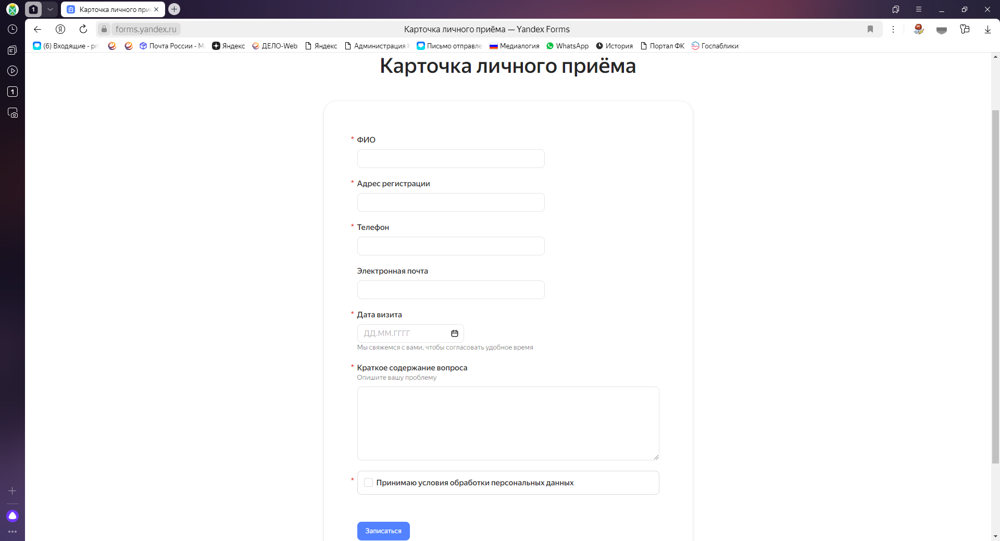 1
Карточка личного при
forms.yandex.ru
Карточка личного приёма — Yandex Forms
(6) Входящие - pr
Почта России - М
Яндекс
ДЕЛО-Web
Яндекс
Администрация
Письмо отправле
Медиалогия
WhatsApp
История
Портал ФК
Госпаблики
1
Карточка личного приёма
* ФИО
* Адрес регистрации
* Телефон
Электронная почта
* Дата визита
ДД.ММ.ГГГГ
Мы свяжемся с вами, чтобы согласовать удобное время
* Краткое содержание вопроса
Опишите вашу проблему
* Принимаю условия обработки персональных данных
Записаться